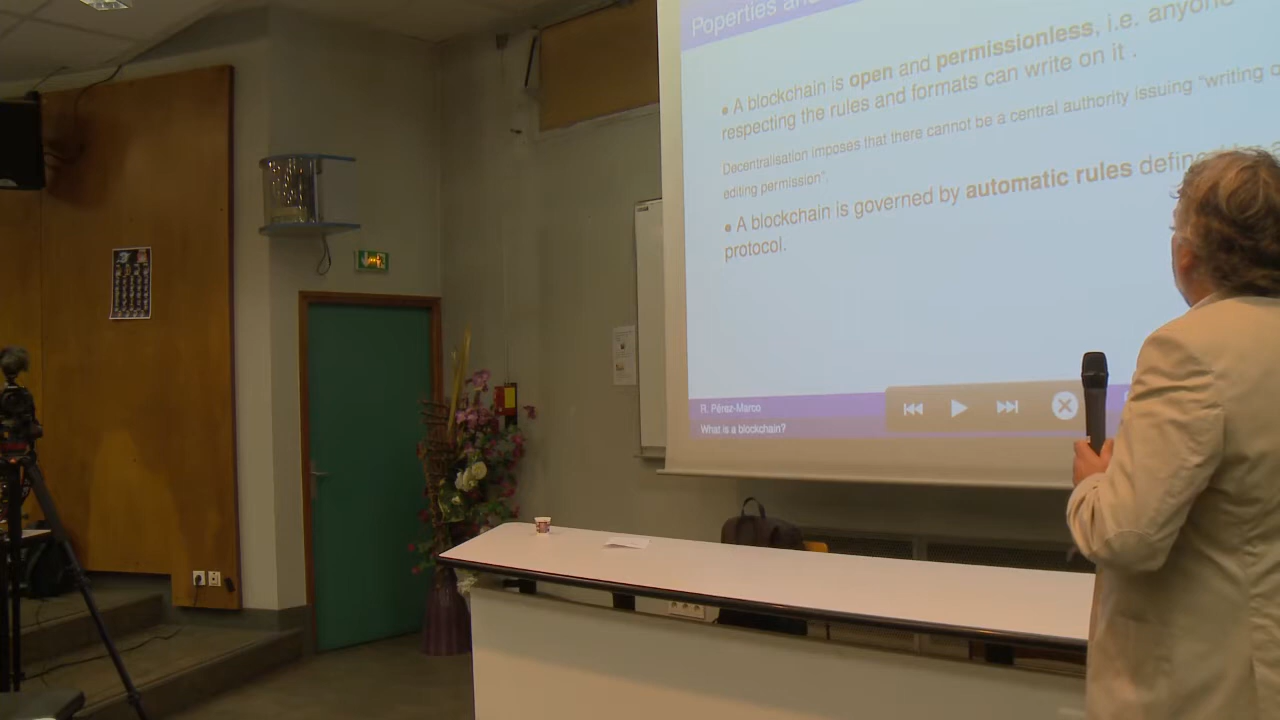 Poperties and
• A blockchain is open and permissionless, i.e. anyone
respecting the rules and formats can write on it .
Decentralisation imposes that there cannot be a central authority issuing "writing
editing permission".
• A blockchain is governed by automatic rules defined
protocol.
R. Pérez-Marco
What is a blockchain?